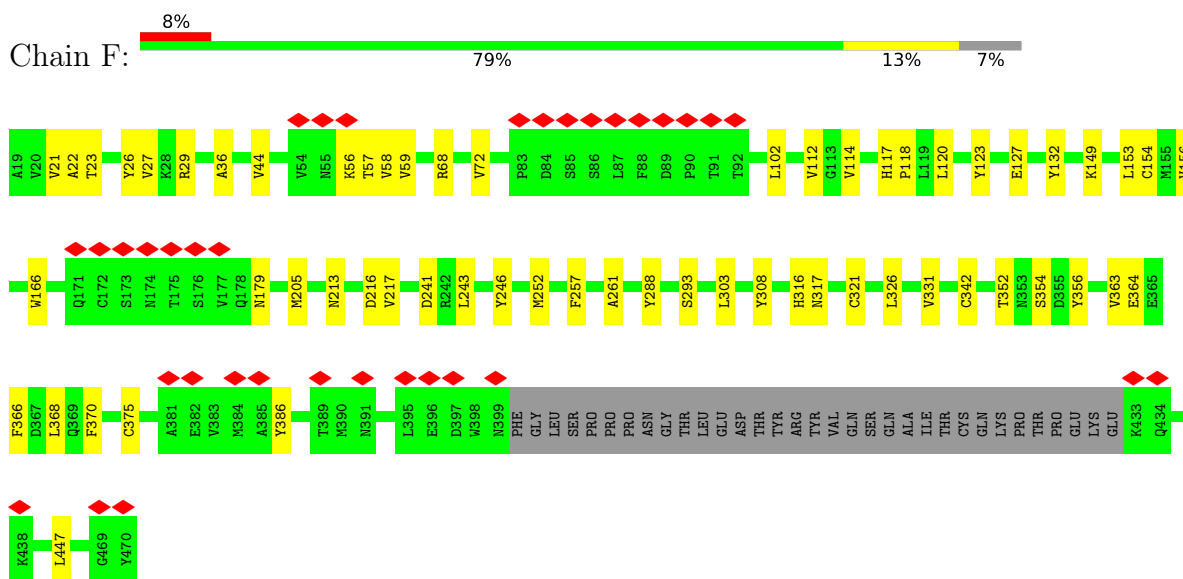 8%
Chain F:
79% 13% 7%
A19 V20 V21 A22 T23 Y26 V27 K28 R29 A36 V44 V54 N55 K56 T57 V58 V59 R68 V72 P83 D84 S85 S86 L87 F88 D89 P90 T91 T92 L102 V112 G113 V114 H117 P118 L119 L120 Y123 E127 Y132 K149 L153 C154 M155
W166 Q171 C172 S173 N174 T175 S176 V177 Q178 N179 M205 N213 D216 V217 D241 R242 L243 Y246 M252 F257 A261 Y288 S293 L303 Y308 H316 N317 C321 L326 V331 C342 T352 N353 S354 D355 Y356 V363 E364 E365
F366 D367 L368 Q369 F370 C375 A381 E382 V383 M384 A385 Y386 T389 M390 N391 L395 E396 D397 W398 N399 PHE GLY LEU SER PRO PRO PRO ASN GLY THR LEU GLU ASP THR TYR ARG TYR VAL GLN SER GLN ALA ILE THR CYS GLN LYS PRO THR PRO GLU LYS GLU K433 Q434
K438 L447 G469 Y470